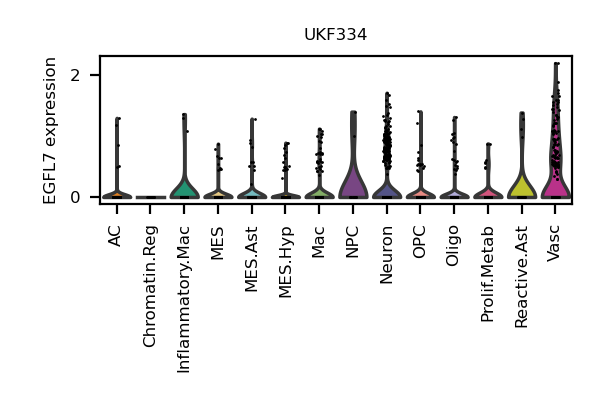 UKF334
EGFL7 expression
2
0
AC
Chromatin.Reg
Inflammatory.Mac
MES
MES.Ast
MES.Hyp
Mac
NPC
Neuron
OPC
Oligo
Prolif.Metab
Reactive.Ast
Vasc